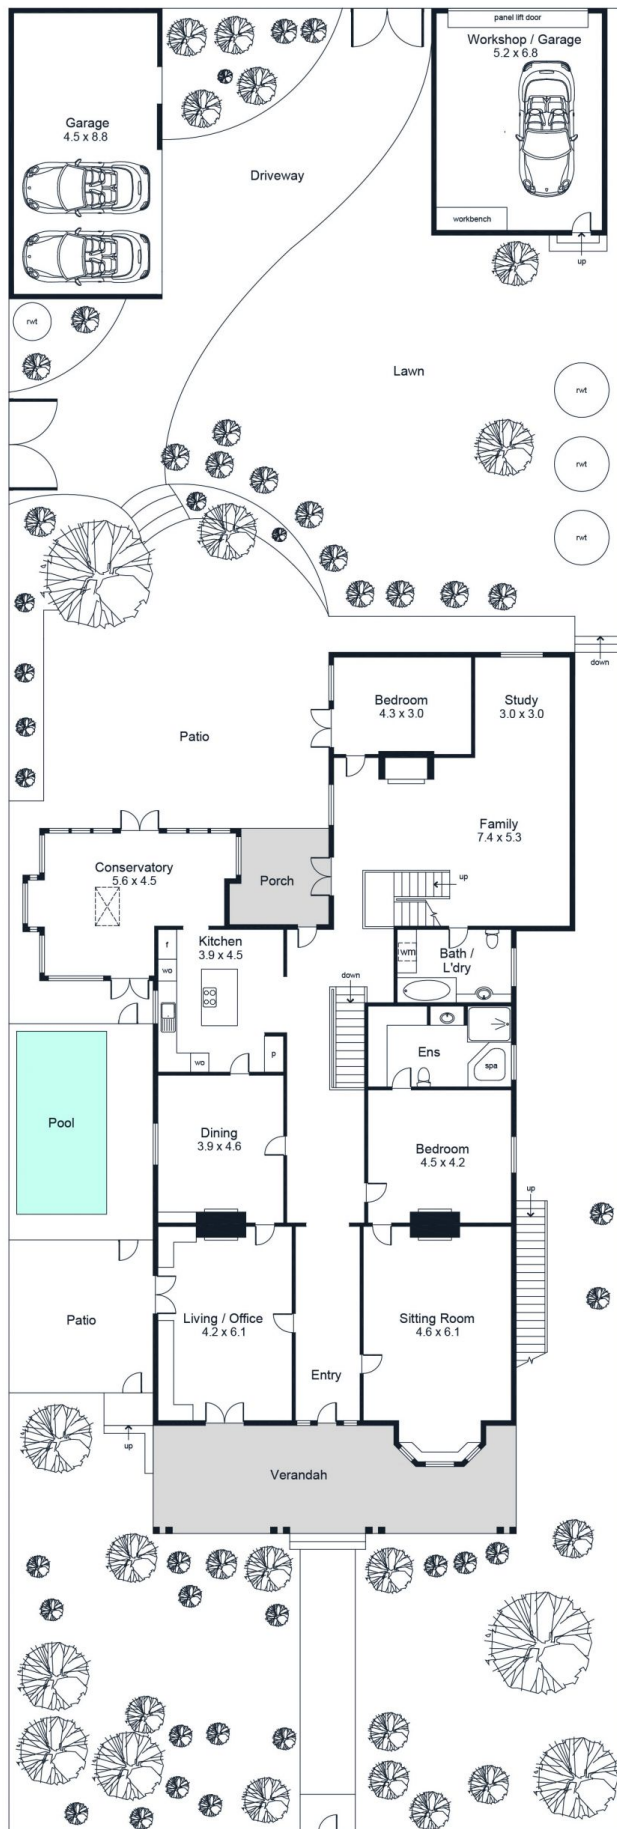 panel lift door
Workshop / Garage
5.2 x 6.8
Garage
4.5 x 8.8
Driveway
workbench
up
rwt
Lawn
rwt
rwt
rwt
down
Bedroom
4.3 x 3.0
Study
3.0 x 3.0
Patio
Family
7.4 x 5.3
Conservatory
5.6 x 4.5
Porch
up
Kitchen
3.9 x 4.5
f
wo
wm
Bath /
L'dry
down
Ens
spa
wo
p
Pool
Dining
3.9 x 4.6
Bedroom
4.5 x 4.2
up
Patio
Living / Office
4.2 x 6.1
Sitting Room
4.6 x 6.1
Entry
up
Verandah